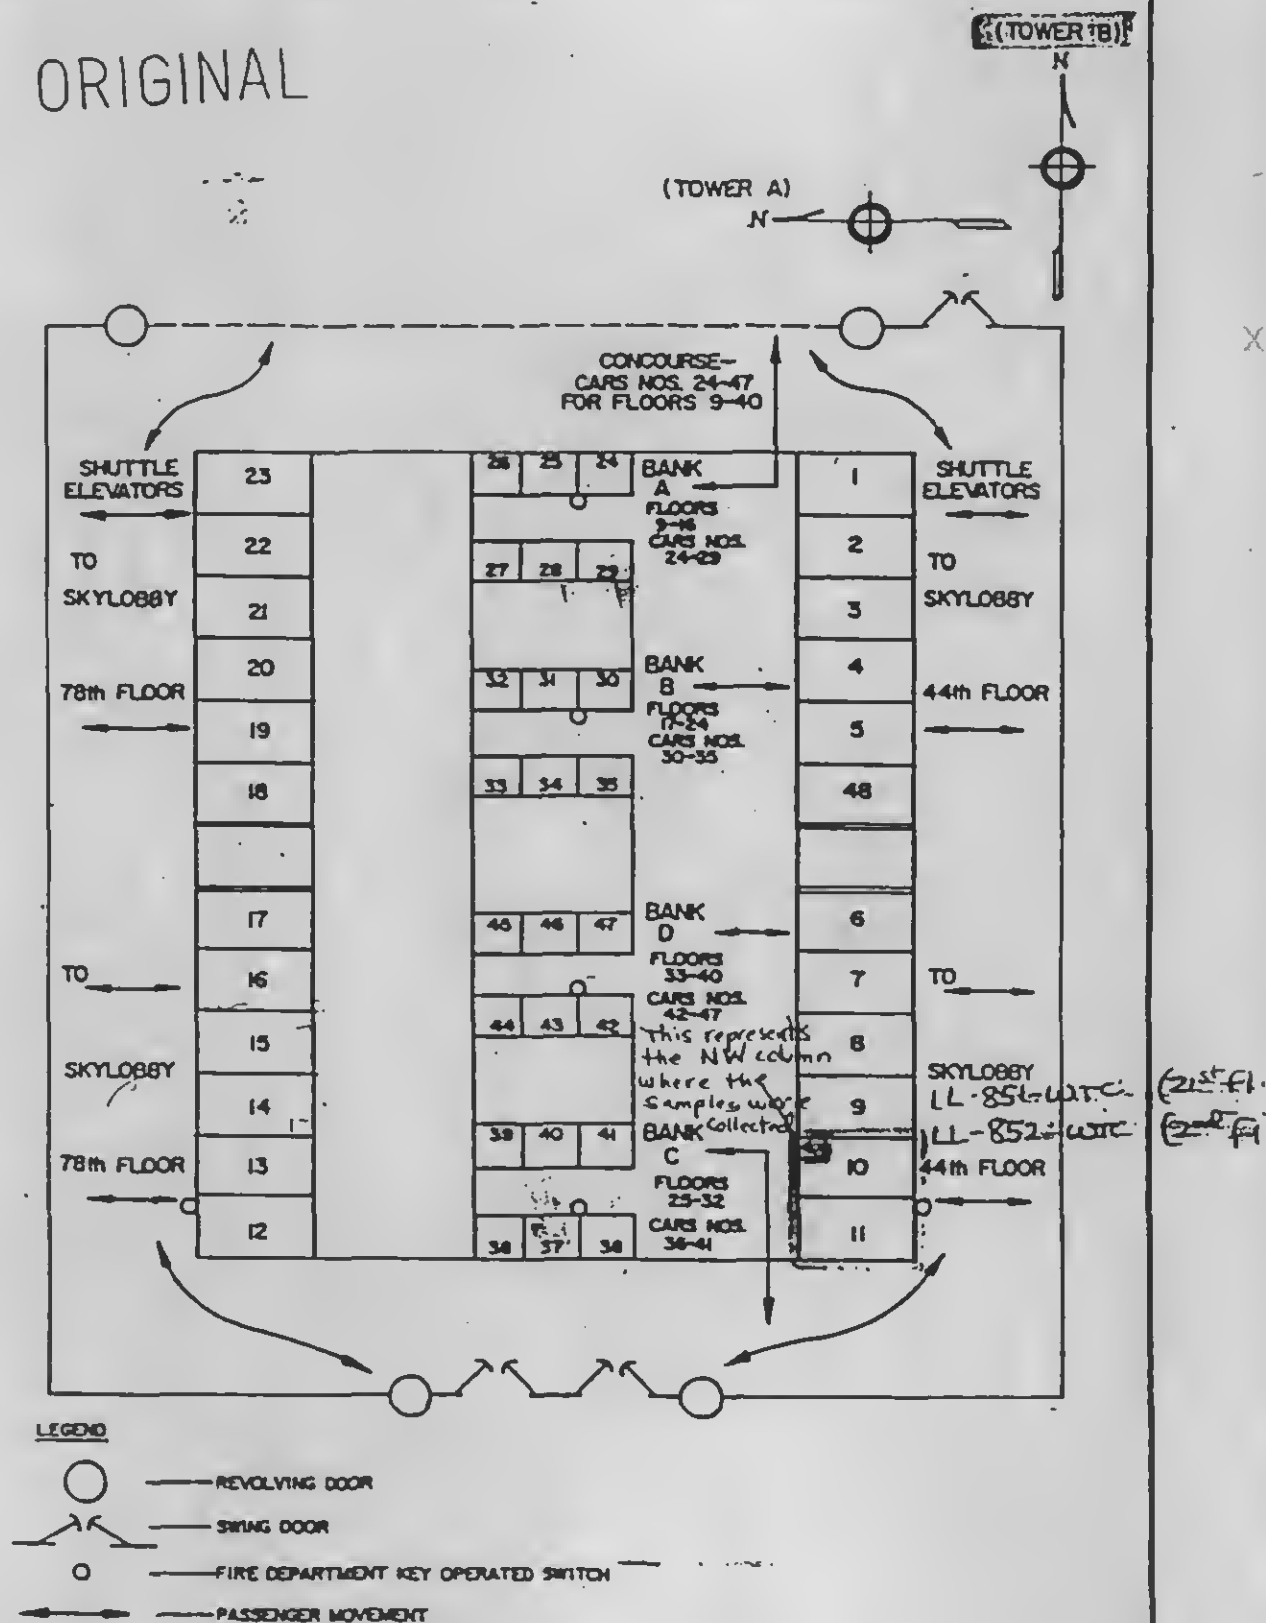 ORIGINAL
(TOWER B)
N
(TOWER A)
N
CONCOURSE-
CARS NOS. 24-47
FOR FLOORS 9-40
SHUTTLE
ELEVATORS
TO
SKYLOBBY
78th FLOOR
TO
SKYLOBBY
78th FLOOR
23
22
21
20
19
18
17
16
15
14
13
12
26 25 24
27 28 29
32 31 30
33 34 35
45 46 47
44 43 42
39 40 41
38 37 36
BANK
A
FLOORS
9-16
CARS NOS.
24-29
BANK
B
FLOORS
17-24
CARS NOS.
30-35
BANK
D
FLOORS
33-40
CARS NOS.
42-47
This represents
the NW column
where the
samples were
collected
BANK
C
FLOORS
25-32
CARS NOS.
36-41
1
2
3
4
5
48
6
7
8
9
10
11
SHUTTLE
ELEVATORS
TO
SKYLOBBY
44th FLOOR
TO
SKYLOBBY
LL-851-WTC (21st Fl.
LL-852-WTC (2nd Fl
44th FLOOR
LEGEND
REVOLVING DOOR
SWING DOOR
FIRE DEPARTMENT KEY OPERATED SWITCH
PASSENGER MOVEMENT